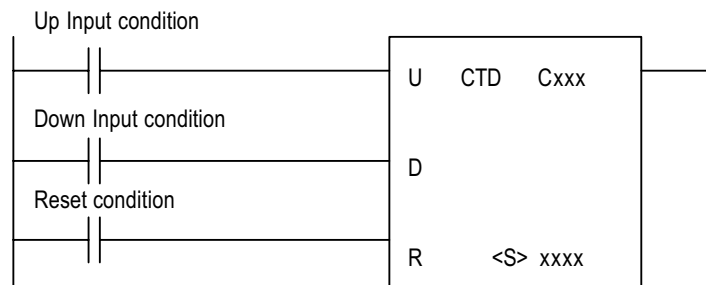 Up Input condition
U CTD Cxxx
Down Input condition
D
Reset condition
R <S> xxxx